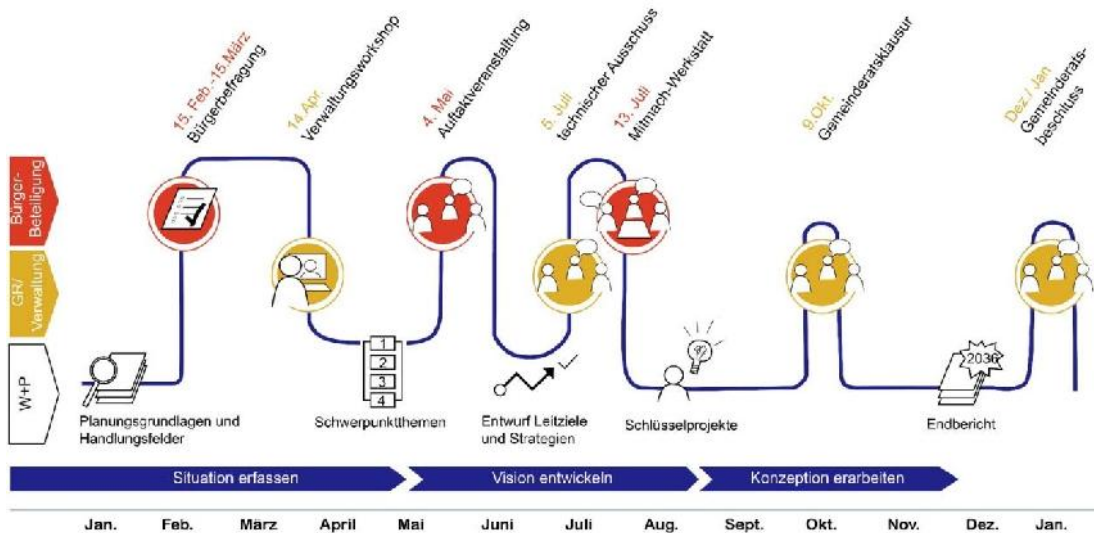 15. Feb.-15.März
Bürgerbefragung
14.Apr.
Verwaltungsworkshop
4. Mai
Auftaktveranstaltung
5. Juli
technischer Ausschuss
13. Juli
Mitmach-Werkstatt
9.Okt.
Gemeinderatsklausur
Dez./ Jan
Gemeinderats-
beschluss
Bürger-
Beteiligung
GR/
Verwaltung
W+P
1
2
3
4
2036
Planungsgrundlagen und
Handlungsfelder
Schwerpunktthemen
Entwurf Leitziele
und Strategien
Schlüsselprojekte
Endbericht
Situation erfassen
Vision entwickeln
Konzeption erarbeiten
Jan. Feb. März April Mai Juni Juli Aug. Sept. Okt. Nov. Dez. Jan.